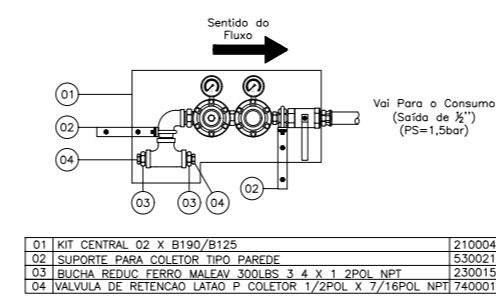 Sentido do
Fluxo
01
Vai Para o Consumo
(Saída de ½'')
(PS=1,5bar)
02
04
03
03
04
02
01 KIT CENTRAL 02 X B190/B125 210004
02 SUPORTE PARA COLETOR TIPO PAREDE 530021
03 BUCHA REDUC FERRO MALEAV 300LBS 3 4 X 1 2POL NPT 230015
04 VALVULA DE RETENCAO LATAO P COLETOR 1/2POL X 7/16POL NPT 740001